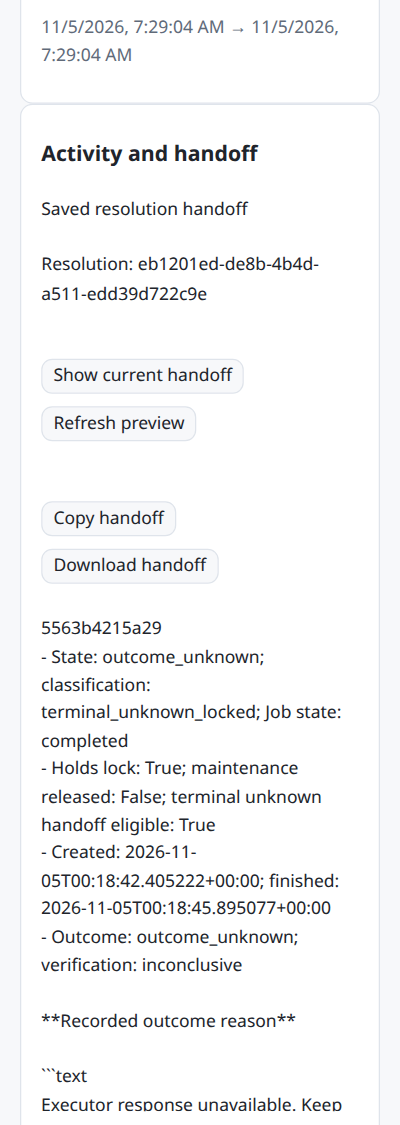 11/5/2026, 7:29:04 AM → 11/5/2026,
7:29:04 AM
Activity and handoff
Saved resolution handoff
Resolution: eb1201ed-de8b-4b4d-
a511-edd39d722c9e
Show current handoff
Refresh preview
Copy handoff
Download handoff
5563b4215a29
- State: outcome_unknown;
classification:
terminal_unknown_locked; Job state:
completed
- Holds lock: True; maintenance
released: False; terminal unknown
handoff eligible: True
- Created: 2026-11-
05T00:18:42.405222+00:00; finished:
2026-11-05T00:18:45.895077+00:00
- Outcome: outcome_unknown;
verification: inconclusive
**Recorded outcome reason**
```text
Executor response unavailable. Keep